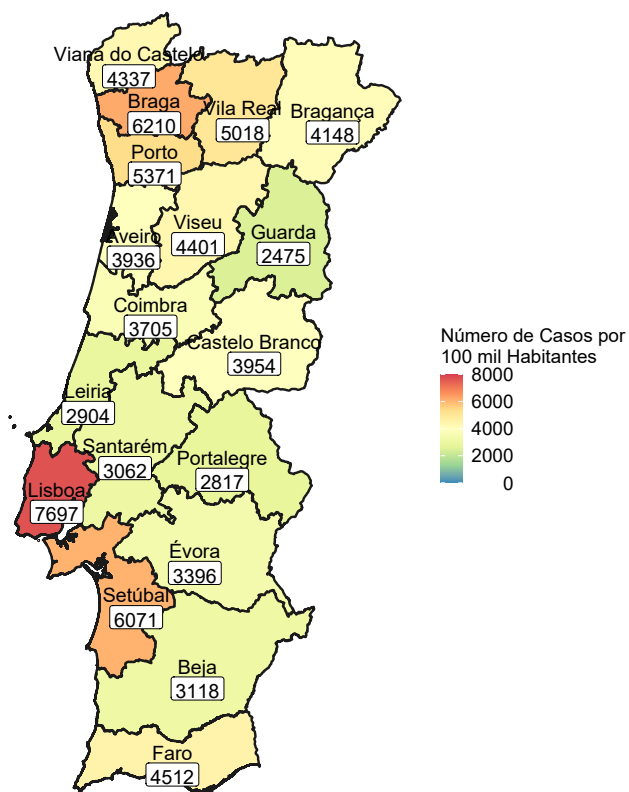 Viana do Castelo
4337
Braga
6210
Vila Real
5018
Bragança
4148
Porto
5371
Aveiro
3936
Viseu
4401
Guarda
2475
Coimbra
3705
Castelo Branco
3954
Leiria
2904
Santarém
3062
Portalegre
2817
Lisboa
7697
Évora
3396
Setúbal
6071
Beja
3118
Faro
4512
Número de Casos por
100 mil Habitantes
8000
6000
4000
2000
0